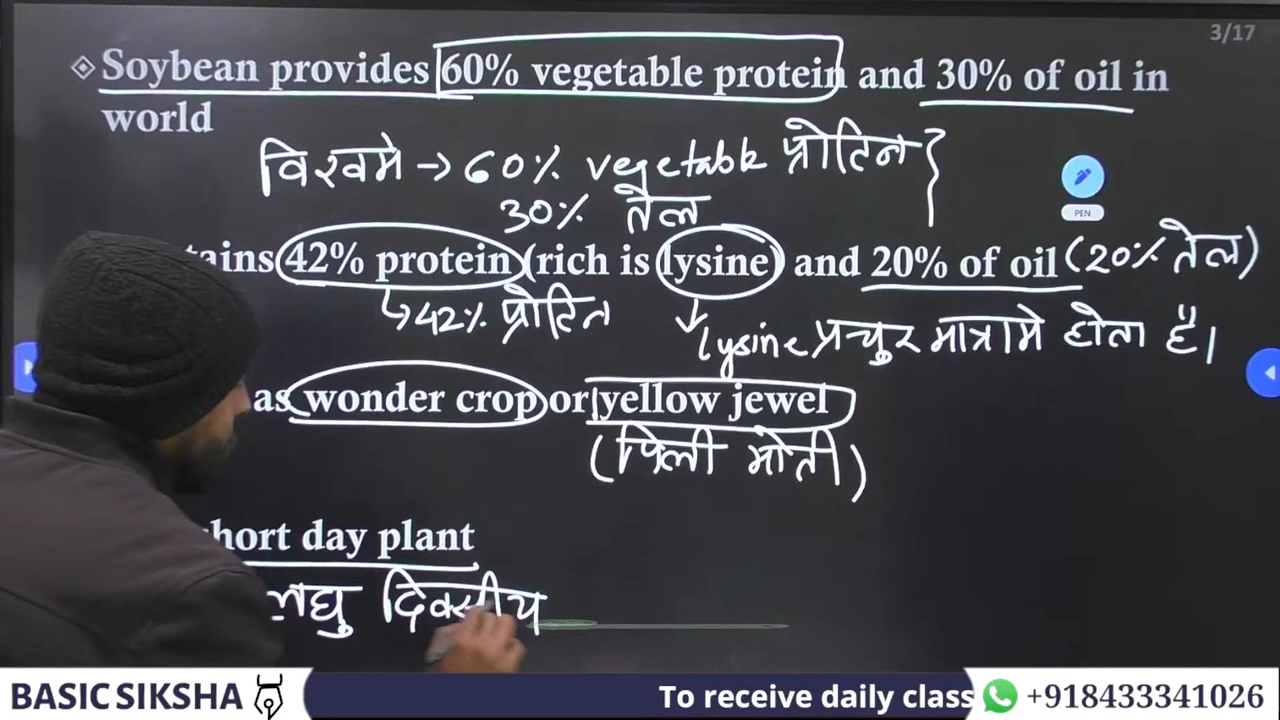 3/17
Soybean provides 60% vegetable protein and 30% of oil in
world
विश्वमे → 60% vegetable प्रोटिन
30% तेल
tains 42% protein (rich is lysine) and 20% of oil (20% तेल)
↳ 42% प्रोटिन
lysine प्रचुर मात्रा मे होता है।
PEN
as wonder crop or yellow jewel
(पिली मोती)
hort day plant
लघु दिवसीय
BASIC SIKSHA To receive daily class +918433341026